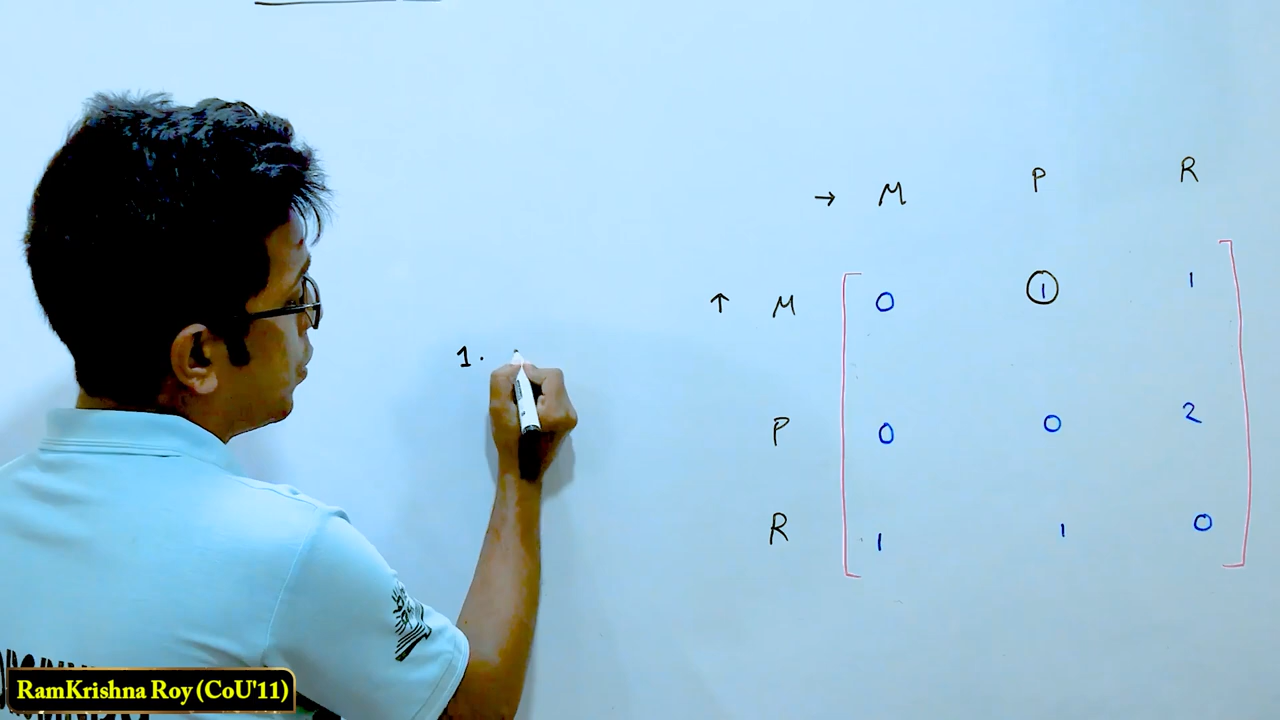 → M P R
↑ M 0 1 1
1.
P 0 0 2
R 1 1 0
RamKrishna Roy (CoU'11)